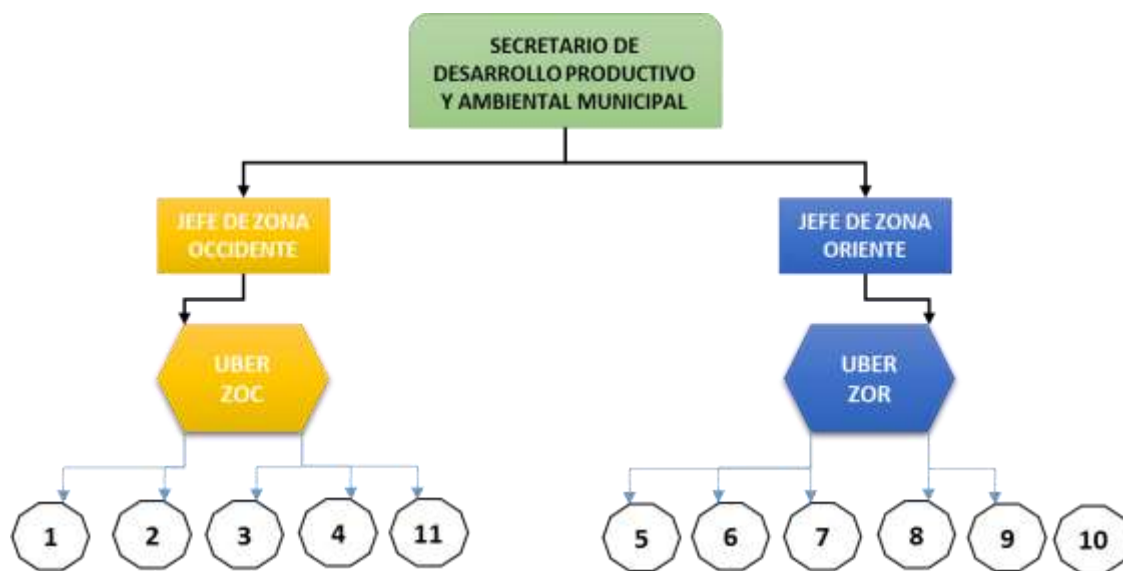 SECRETARIO DE
DESARROLLO PRODUCTIVO
Y AMBIENTAL MUNICIPAL
JEFE DE ZONA
OCCIDENTE
JEFE DE ZONA
ORIENTE
UBER
ZOC
UBER
ZOR
1 2 3 4 11 5 6 7 8 9 10